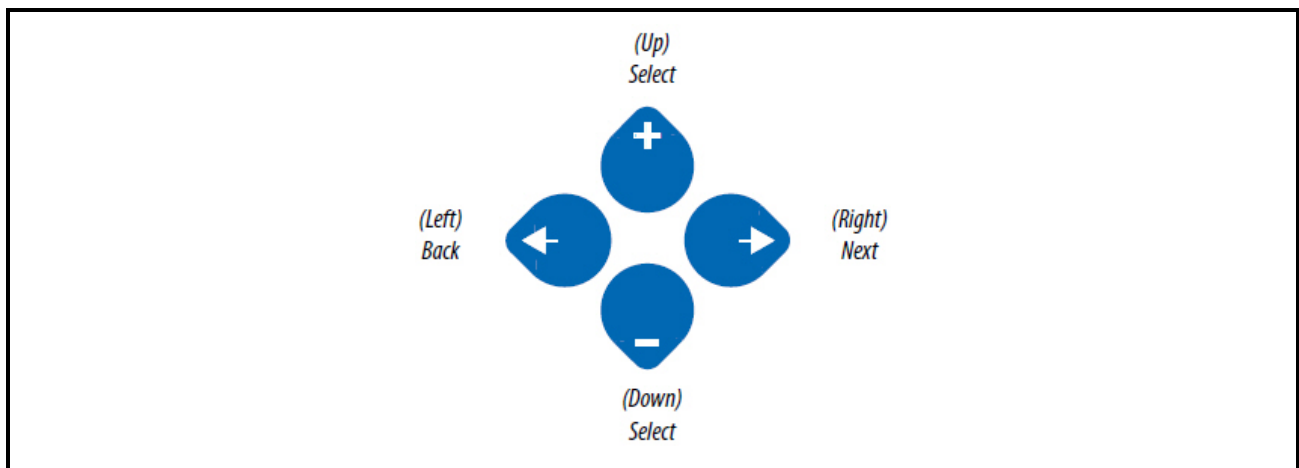 (Up)
Select
+
(Left)
Back
(Right)
Next
−
(Down)
Select